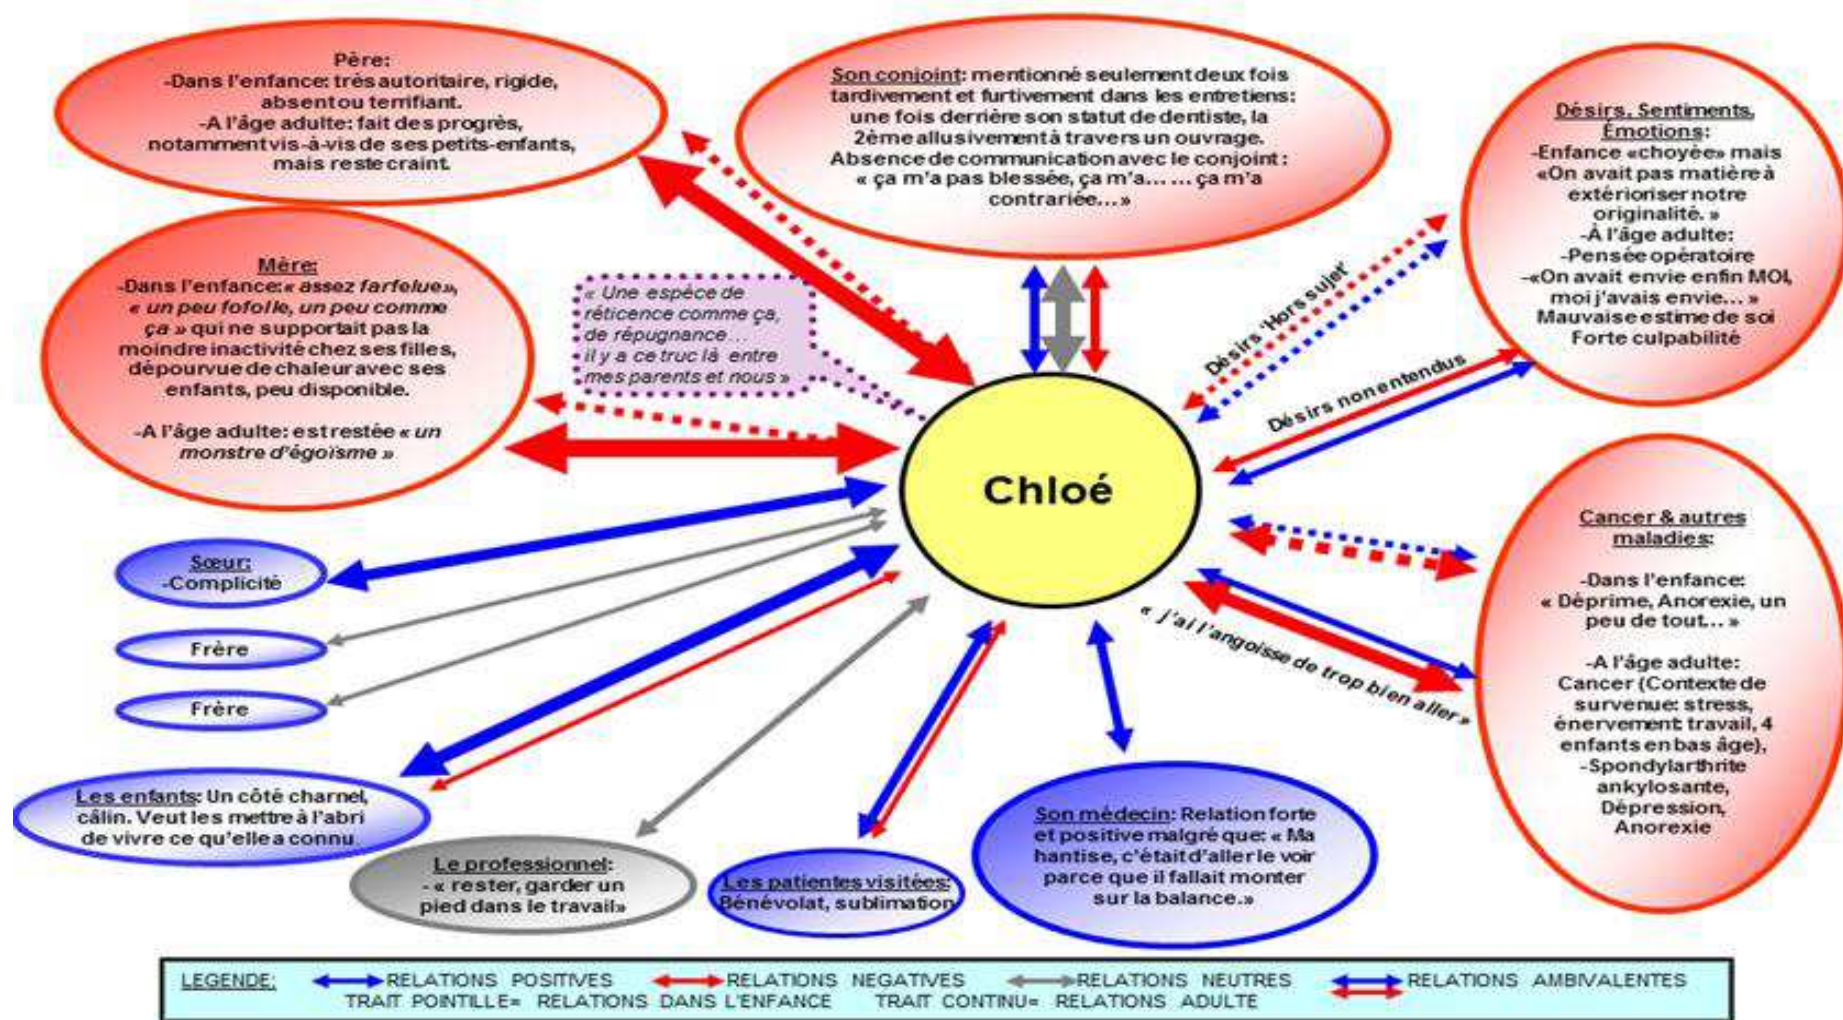 Père:
-Dans l'enfance: très autoritaire, rigide,
absent ou terrifiant.
-A l'âge adulte: fait des progrès,
notamment vis-à-vis de ses petits-enfants,
mais reste craint.
Son conjoint: mentionné seulement deux fois
tardivement et furtivement dans les entretiens:
une fois derrière son statut de dentiste, la
2ème allusivement à travers un ouvrage.
Absence de communication avec le conjoint :
« ça m'a pas blessée, ça m'a… … ça m'a
contrariée… »
Désirs, Sentiments,
Émotions:
-Enfance «choyée» mais
«On avait pas matière à
extérioriser notre
originalité. »
-À l'âge adulte:
-Pensée opératoire
-«On avait envie enfin MOI,
moi j'avais envie… »
Mauvaise estime de soi
Forte culpabilité
Mère:
-Dans l'enfance:« assez farfelue»,
« un peu fofolle, un peu comme
ça » qui ne supportait pas la
moindre inactivité chez ses filles,
dépourvue de chaleur avec ses
enfants, peu disponible.
-A l'âge adulte: est restée « un
monstre d'égoïsme »
« Une espèce de
réticence comme ça,
de répugnance…
il y a ce truc là entre
mes parents et nous »
Désirs 'Hors sujet'
Désirs non entendus
Chloé
Sœur:
-Complicité
Frère
Frère
« j'ai l'angoisse de trop bien aller »
Cancer & autres
maladies:
-Dans l'enfance:
« Déprime, Anorexie, un
peu de tout… »
-A l'âge adulte:
Cancer (Contexte de
survenue: stress,
énervement: travail, 4
enfants en bas âge),
-Spondylarthrite
ankylosante,
Dépression,
Anorexie
Les enfants: Un côté charnel,
câlin. Veut les mettre à l'abri
de vivre ce qu'elle a connu
Le professionnel:
- « rester, garder un
pied dans le travail»
Les patientes visitées:
Bénévolat, sublimation
Son médecin: Relation forte
et positive malgré que: « Ma
hantise, c'était d'aller le voir
parce que il fallait monter
sur la balance.»
LEGENDE: RELATIONS POSITIVES RELATIONS NEGATIVES RELATIONS NEUTRES RELATIONS AMBIVALENTES
TRAIT POINTILLE= RELATIONS DANS L'ENFANCE TRAIT CONTINU= RELATIONS ADULTE